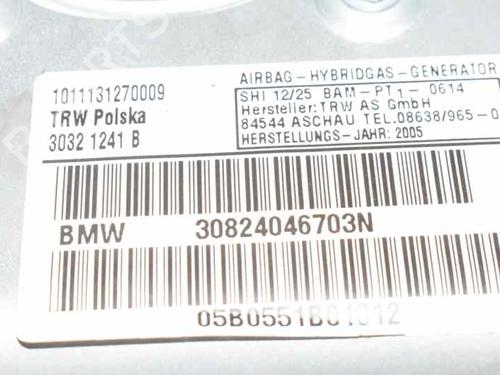 1011131270009
TRW Polska
3032 1241 B
AIRBAG-HYBRIDGAS-GENERATOR
SHI 12/25 BAM-PT1-0614
Hersteller:TRW AS GmbH
84544 ASCHAU TEL.08638/965-0
HERSTELLUNGS-JAHR: 2005
BMW 30824046703N